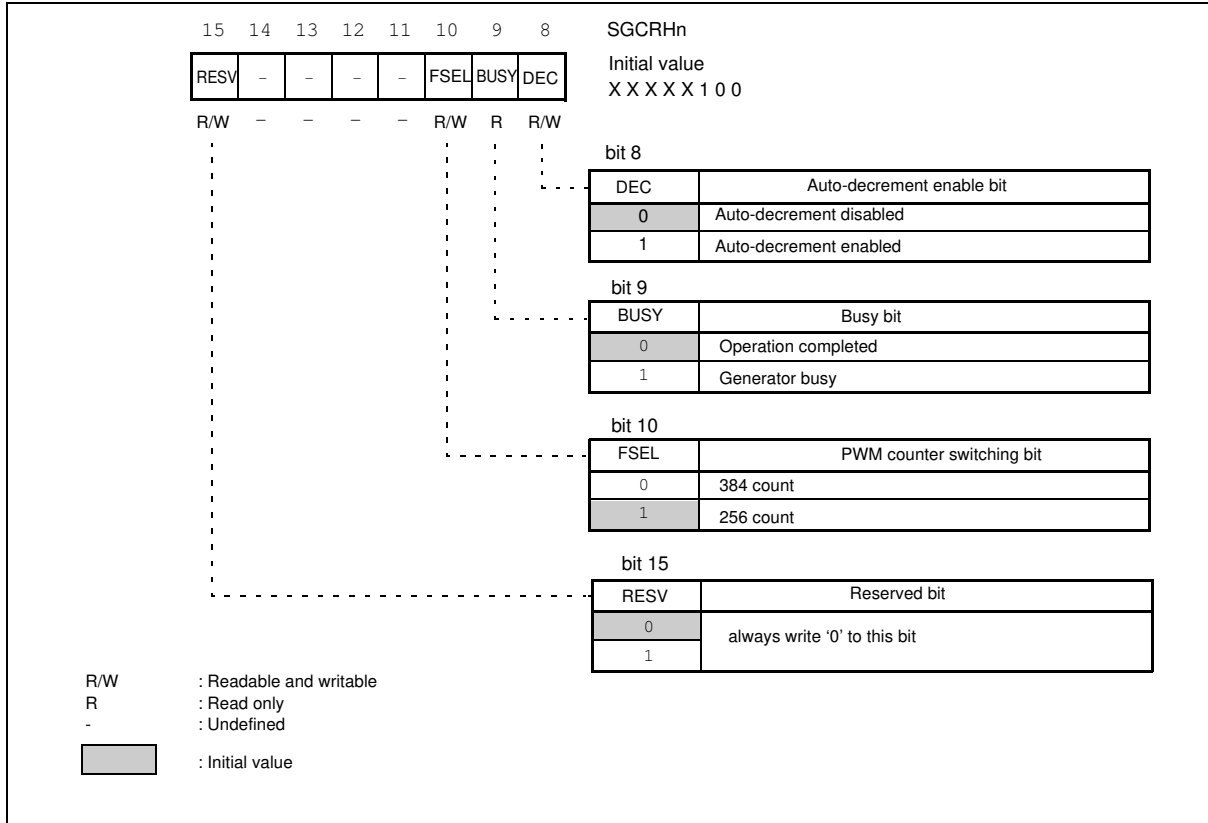 15 14 13 12 11 10 9 8 SGCRHn
RESV - - - - FSEL BUSY DEC
Initial value
X X X X X 1 0 0
R/W - - - - R/W R R/W
bit 8
DEC Auto-decrement enable bit
0 Auto-decrement disabled
1 Auto-decrement enabled
bit 9
BUSY Busy bit
0 Operation completed
1 Generator busy
bit 10
FSEL PWM counter switching bit
0 384 count
1 256 count
bit 15
RESV Reserved bit
0 always write ‘0’ to this bit
1
R/W : Readable and writable
R : Read only
- : Undefined
: Initial value